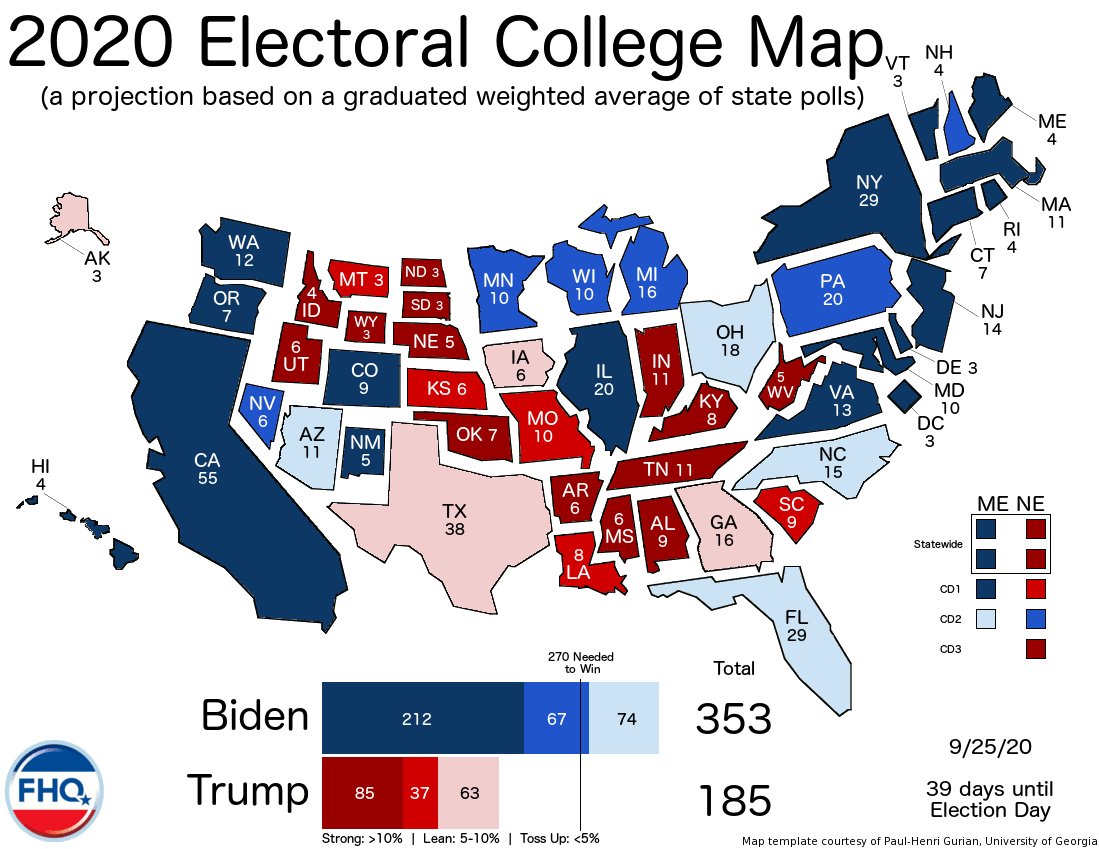 2020 Electoral College Map
(a projection based on a graduated weighted average of state polls)
VT
3
NH
4
ME
4
NY
29
MA
11
RI
4
CT
7
AK
3
WA
12
OR
7
4
ID
MT 3
ND 3
SD 3
WY
3
NE 5
MN
10
WI
10
MI
16
PA
20
NJ
14
6
UT
CO
9
KS 6
IA
6
IL
20
IN
11
OH
18
5
WV
VA
13
DE 3
MD
10
DC
3
NV
6
AZ
11
NM
5
OK 7
MO
10
KY
8
TN 11
NC
15
CA
55
HI
4
TX
38
AR
6
6
MS
AL
9
GA
16
SC
9
8
LA
FL
29
ME NE
Statewide
CD1
CD2
CD3
270 Needed
to Win
Total
Biden
212
67
74
353
Trump
85
37
63
185
Strong: >10% | Lean: 5-10% | Toss Up: <5%
9/25/20
39 days until
Election Day
FHQ
Map template courtesy of Paul-Henri Gurian, University of Georgia